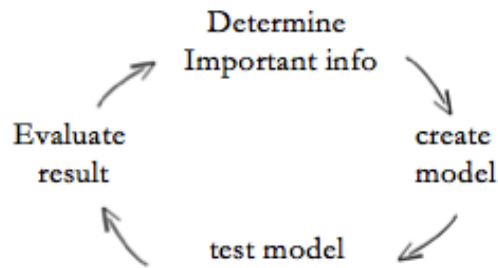 Determine
Important info
create
model
test model
Evaluate
result